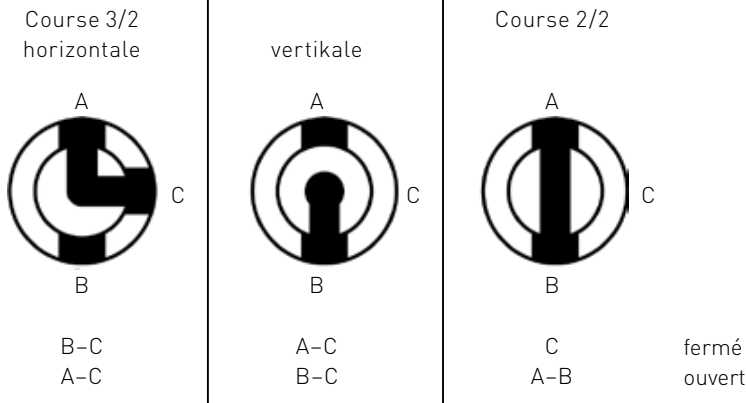 Course 3/2
horizontale
vertikale
Course 2/2
A
C
B
A
C
B
A
C
B
B–C
A–C
A–C
B–C
C
A–B
fermé
ouvert